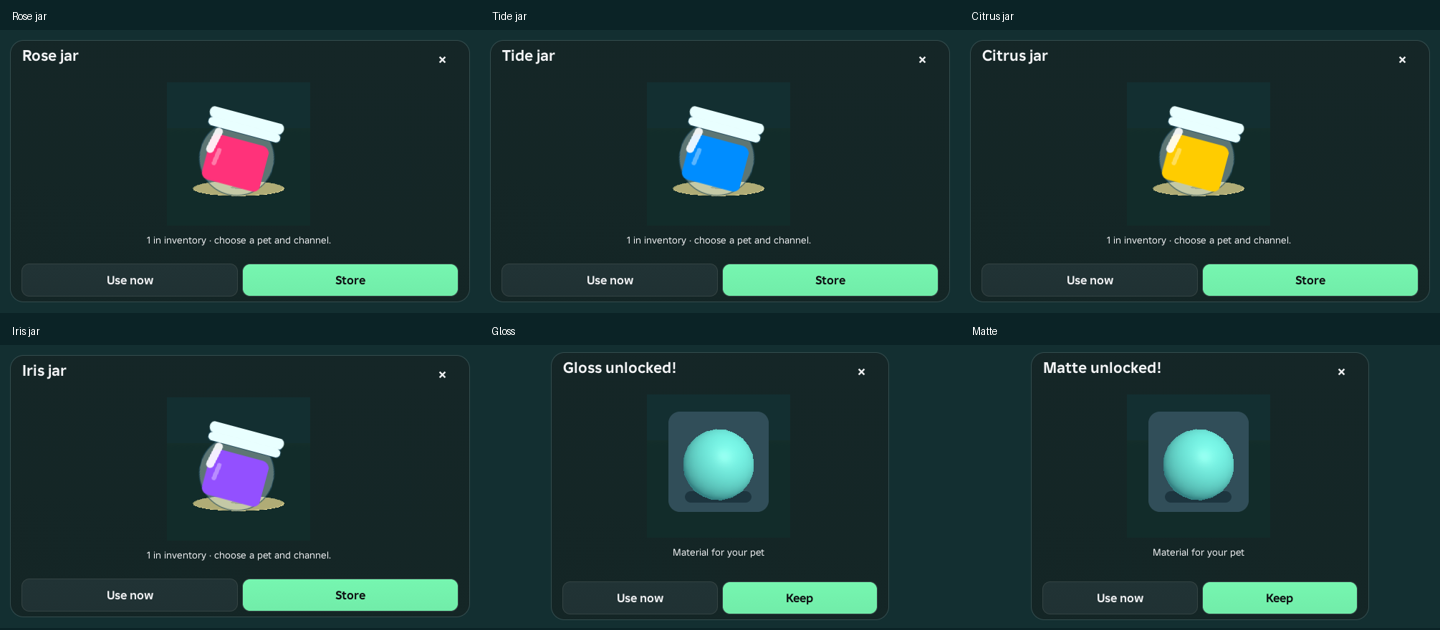 Rose jar
Tide jar
Citrus jar
Rose jar
×
Tide jar
×
Citrus jar
×
1 in inventory · choose a pet and channel.
1 in inventory · choose a pet and channel.
1 in inventory · choose a pet and channel.
Use now
Store
Use now
Store
Use now
Store
Iris jar
Gloss
Matte
Iris jar
×
Gloss unlocked!
×
Matte unlocked!
×
1 in inventory · choose a pet and channel.
Material for your pet
Material for your pet
Use now
Store
Use now
Keep
Use now
Keep